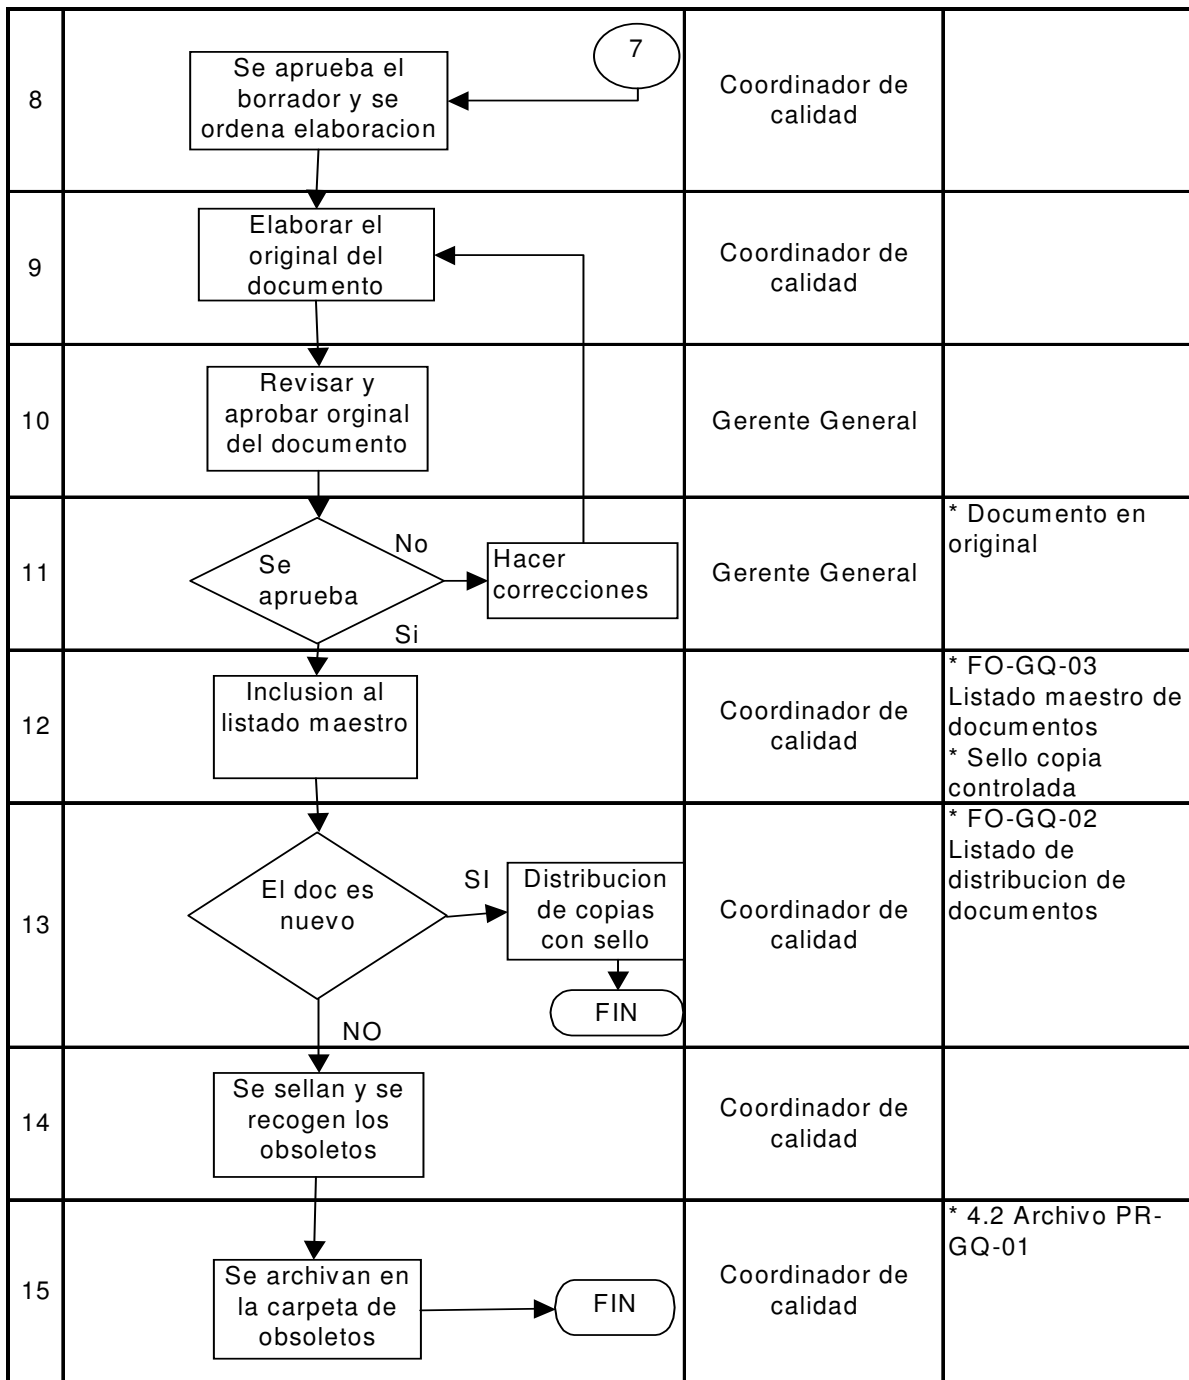 8
Se aprueba el
borrador y se
ordena elaboracion
7
Coordinador de
calidad
9
Elaborar el
original del
documento
Coordinador de
calidad
10
Revisar y
aprobar orginal
del documento
Gerente General
11
Se
aprueba
No
Si
Hacer
correcciones
Gerente General
* Documento en
original
12
Inclusion al
listado maestro
Coordinador de
calidad
* FO-GQ-03
Listado maestro de
documentos
* Sello copia
controlada
13
El doc es
nuevo
SI
NO
Distribucion
de copias
con sello
FIN
Coordinador de
calidad
* FO-GQ-02
Listado de
distribucion de
documentos
14
Se sellan y se
recogen los
obsoletos
Coordinador de
calidad
15
Se archivan en
la carpeta de
obsoletos
FIN
Coordinador de
calidad
* 4.2 Archivo PR-
GQ-01